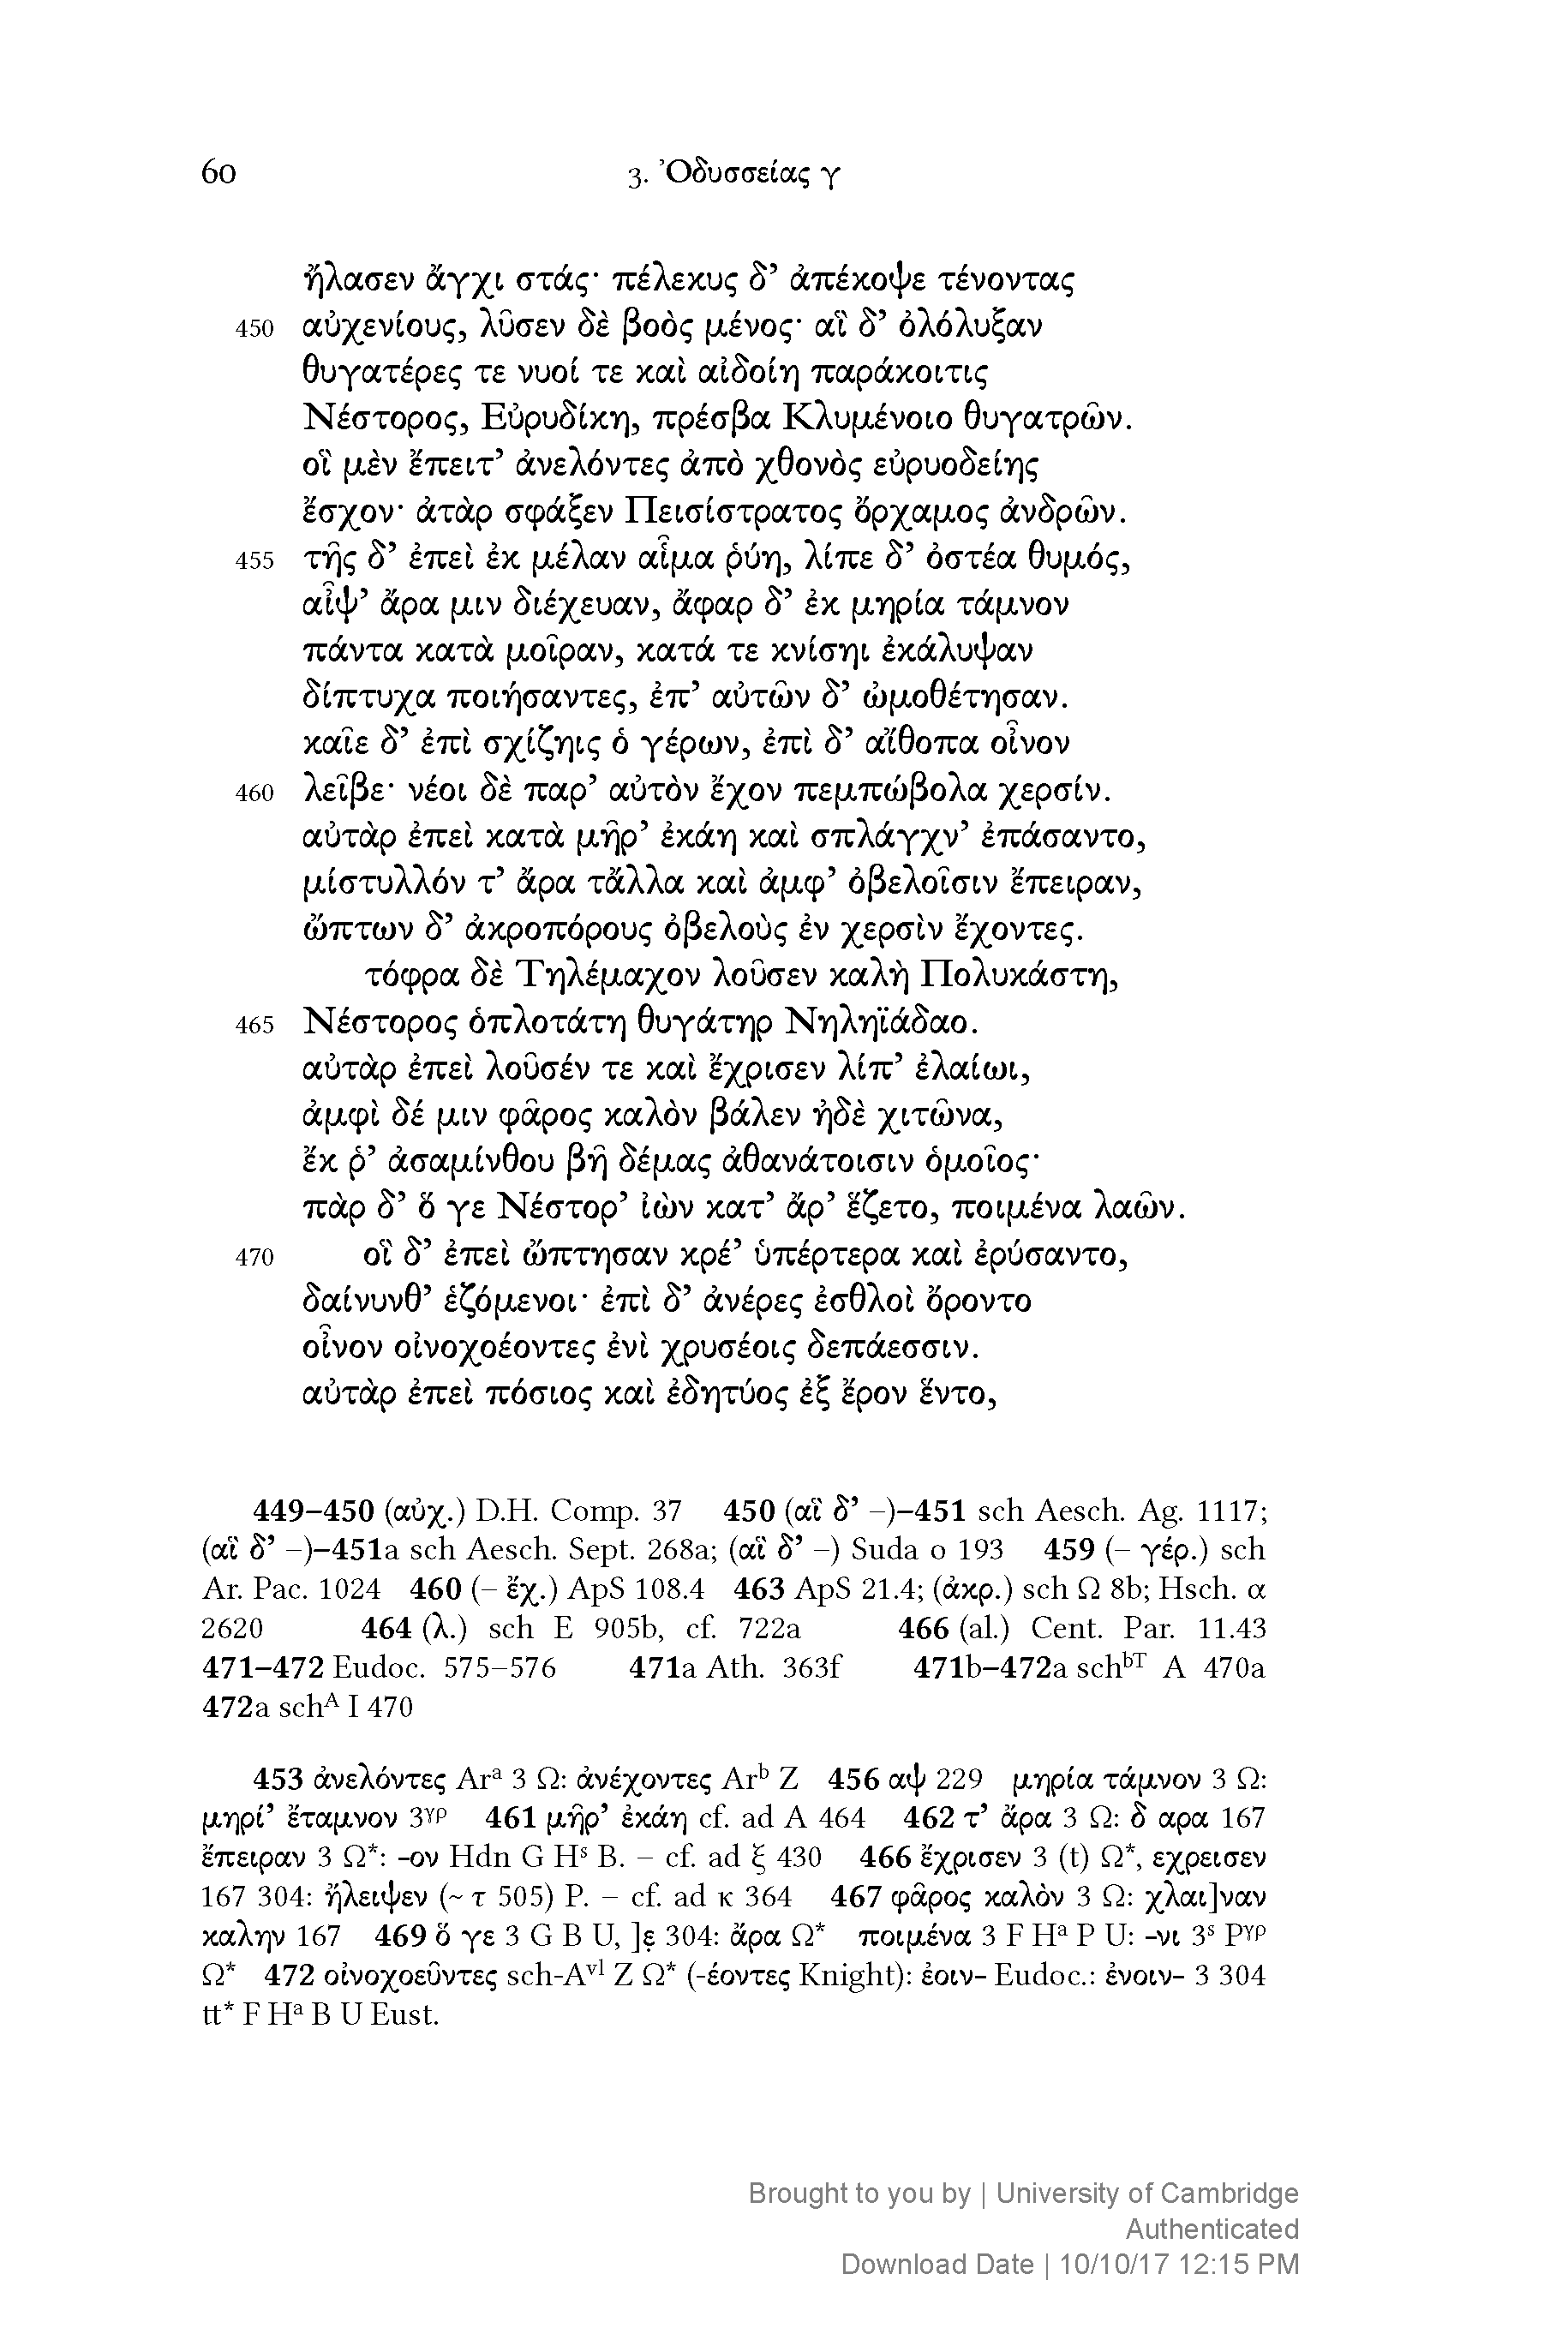 60 3. Ὀδυσσείας γ
ἤλασεν ἄγχι στάς· πέλεκυς δ’ ἀπέκοψε τένοντας
450 αὐχενίους, λῦσεν δὲ βοὸς μένος· αἳ δ’ ὀλόλυξαν
θυγατέρες τε νυοί τε καὶ αἰδοίη παράκοιτις
Νέστορος, Εὐρυδίκη, πρέσβα Κλυμένοιο θυγατρῶν.
οἳ μὲν ἔπειτ’ ἀνελόντες ἀπὸ χθονὸς εὐρυοδείης
ἔσχον· ἀτὰρ σφάξεν Πεισίστρατος ὄρχαμος ἀνδρῶν.
455 τῆς δ’ ἐπεὶ ἐκ μέλαν αἷμα ῥύη, λίπε δ’ ὀστέα θυμός,
αἶψ’ ἄρα μιν διέχευαν, ἄφαρ δ’ ἐκ μηρία τάμνον
πάντα κατὰ μοῖραν, κατά τε κνίσηι ἐκάλυψαν
δίπτυχα ποιήσαντες, ἐπ’ αὐτῶν δ’ ὠμοθέτησαν.
καῖε δ’ ἐπὶ σχίζηις ὁ γέρων, ἐπὶ δ’ αἴθοπα οἶνον
460 λεῖβε· νέοι δὲ παρ’ αὐτὸν ἔχον πεμπώβολα χερσίν.
αὐτὰρ ἐπεὶ κατὰ μῆρ’ ἐκάη καὶ σπλάγχν’ ἐπάσαντο,
μίστυλλόν τ’ ἄρα τἄλλα καὶ ἀμφ’ ὀβελοῖσιν ἔπειραν,
ὤπτων δ’ ἀκροπόρους ὀβελοὺς ἐν χερσὶν ἔχοντες.
τόφρα δὲ Τηλέμαχον λοῦσεν καλὴ Πολυκάστη,
465 Νέστορος ὁπλοτάτη θυγάτηρ Νηληϊάδαο.
αὐτὰρ ἐπεὶ λοῦσέν τε καὶ ἔχρισεν λίπ’ ἐλαίωι,
ἀμφὶ δέ μιν φᾶρος καλὸν βάλεν ἠδὲ χιτῶνα,
ἔκ ῥ’ ἀσαμίνθου βῆ δέμας ἀθανάτοισιν ὁμοῖος·
πὰρ δ’ ὅ γε Νέστορ’ ἰὼν κατ’ ἄρ’ ἕζετο, ποιμένα λαῶν.
470 οἳ δ’ ἐπεὶ ὤπτησαν κρέ’ ὑπέρτερα καὶ ἐρύσαντο,
δαίνυνθ’ ἑζόμενοι· ἐπὶ δ’ ἀνέρες ἐσθλοὶ ὄροντο
οἶνον οἰνοχοέοντες ἐνὶ χρυσέοις δεπάεσσιν.
αὐτὰρ ἐπεὶ πόσιος καὶ ἐδητύος ἐξ ἔρον ἕντο,
449–450 (αὐχ.) D.H. Comp. 37 450 (αἳ δ’ –)–451 sch Aesch. Ag. 1117;
(αἳ δ’ –)–451a sch Aesch. Sept. 268a; (αἳ δ’ –) Suda ο 193 459 (– γέρ.) sch
Ar. Pac. 1024 460 (– ἔχ.) ApS 108.4 463 ApS 21.4; (ἀκρ.) sch Ω 8b; Hsch. α
2620 464 (λ.) sch E 905b, cf. 722a 466 (al.) Cent. Par. 11.43
471–472 Eudoc. 575–576 471a Ath. 363f 471b–472a schᵇᵀ A 470a
472a schᴬ I 470
453 ἀνελόντες Arᵃ 3 Ω: ἀνέχοντες Arᵇ Z 456 αψ 229 μηρία τάμνον 3 Ω:
μηρί’ ἔταμνον 3ᵞᵖ 461 μῆρ’ ἐκάη cf. ad A 464 462 τ’ ἄρα 3 Ω: δ αρα 167
ἔπειραν 3 Ω*: -ον Hdn G Hˢ B. – cf. ad ξ 430 466 ἔχρισεν 3 (t) Ω*, εχρεισεν
167 304: ἤλειψεν (~ τ 505) P. – cf. ad κ 364 467 φᾶρος καλὸν 3 Ω: χλαι]ναν
καλην 167 469 ὅ γε 3 G B U, ]ε̣ 304: ἄρα Ω* ποιμένα 3 F Hᵃ P U: -νι 3ˢ Pᵞᵖ
Ω* 472 οἰνοχοεῦντες sch-Aᵛˡ Z Ω* (-έοντες Knight): ἐοιν- Eudoc.: ἐνοιν- 3 304
tt* F Hᵃ B U Eust.
Brought to you by | University of Cambridge
Authenticated
Download Date | 10/10/17 12:15 PM